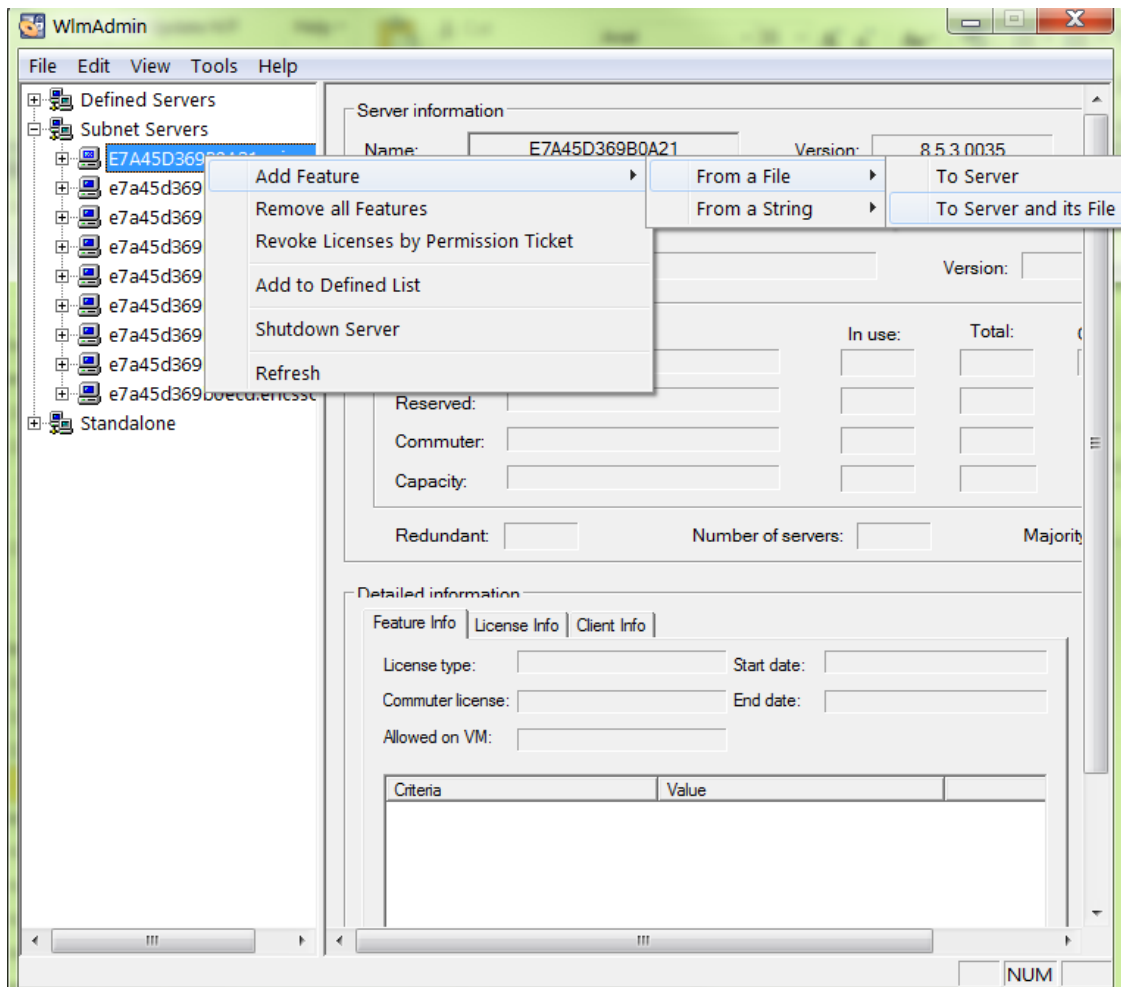 WlmAdmin
File Edit View Tools Help
Defined Servers
Subnet Servers
E7A45D369B0A21
e7a45d369
e7a45d369
e7a45d369
e7a45d369
e7a45d369
e7a45d369
e7a45d369
e7a45d369b0ecd.ericssc
Standalone
Add Feature
Remove all Features
Revoke Licenses by Permission Ticket
Add to Defined List
Shutdown Server
Refresh
From a File
From a String
To Server
To Server and its File
Server information
Name: E7A45D369B0A21 Version: 8.5.3.0035
Version:
In use: Total:
Reserved:
Commuter:
Capacity:
Redundant: Number of servers: Majority
Detailed information
Feature Info License Info Client Info
License type: Start date:
Commuter license: End date:
Allowed on VM:
Criteria Value
NUM